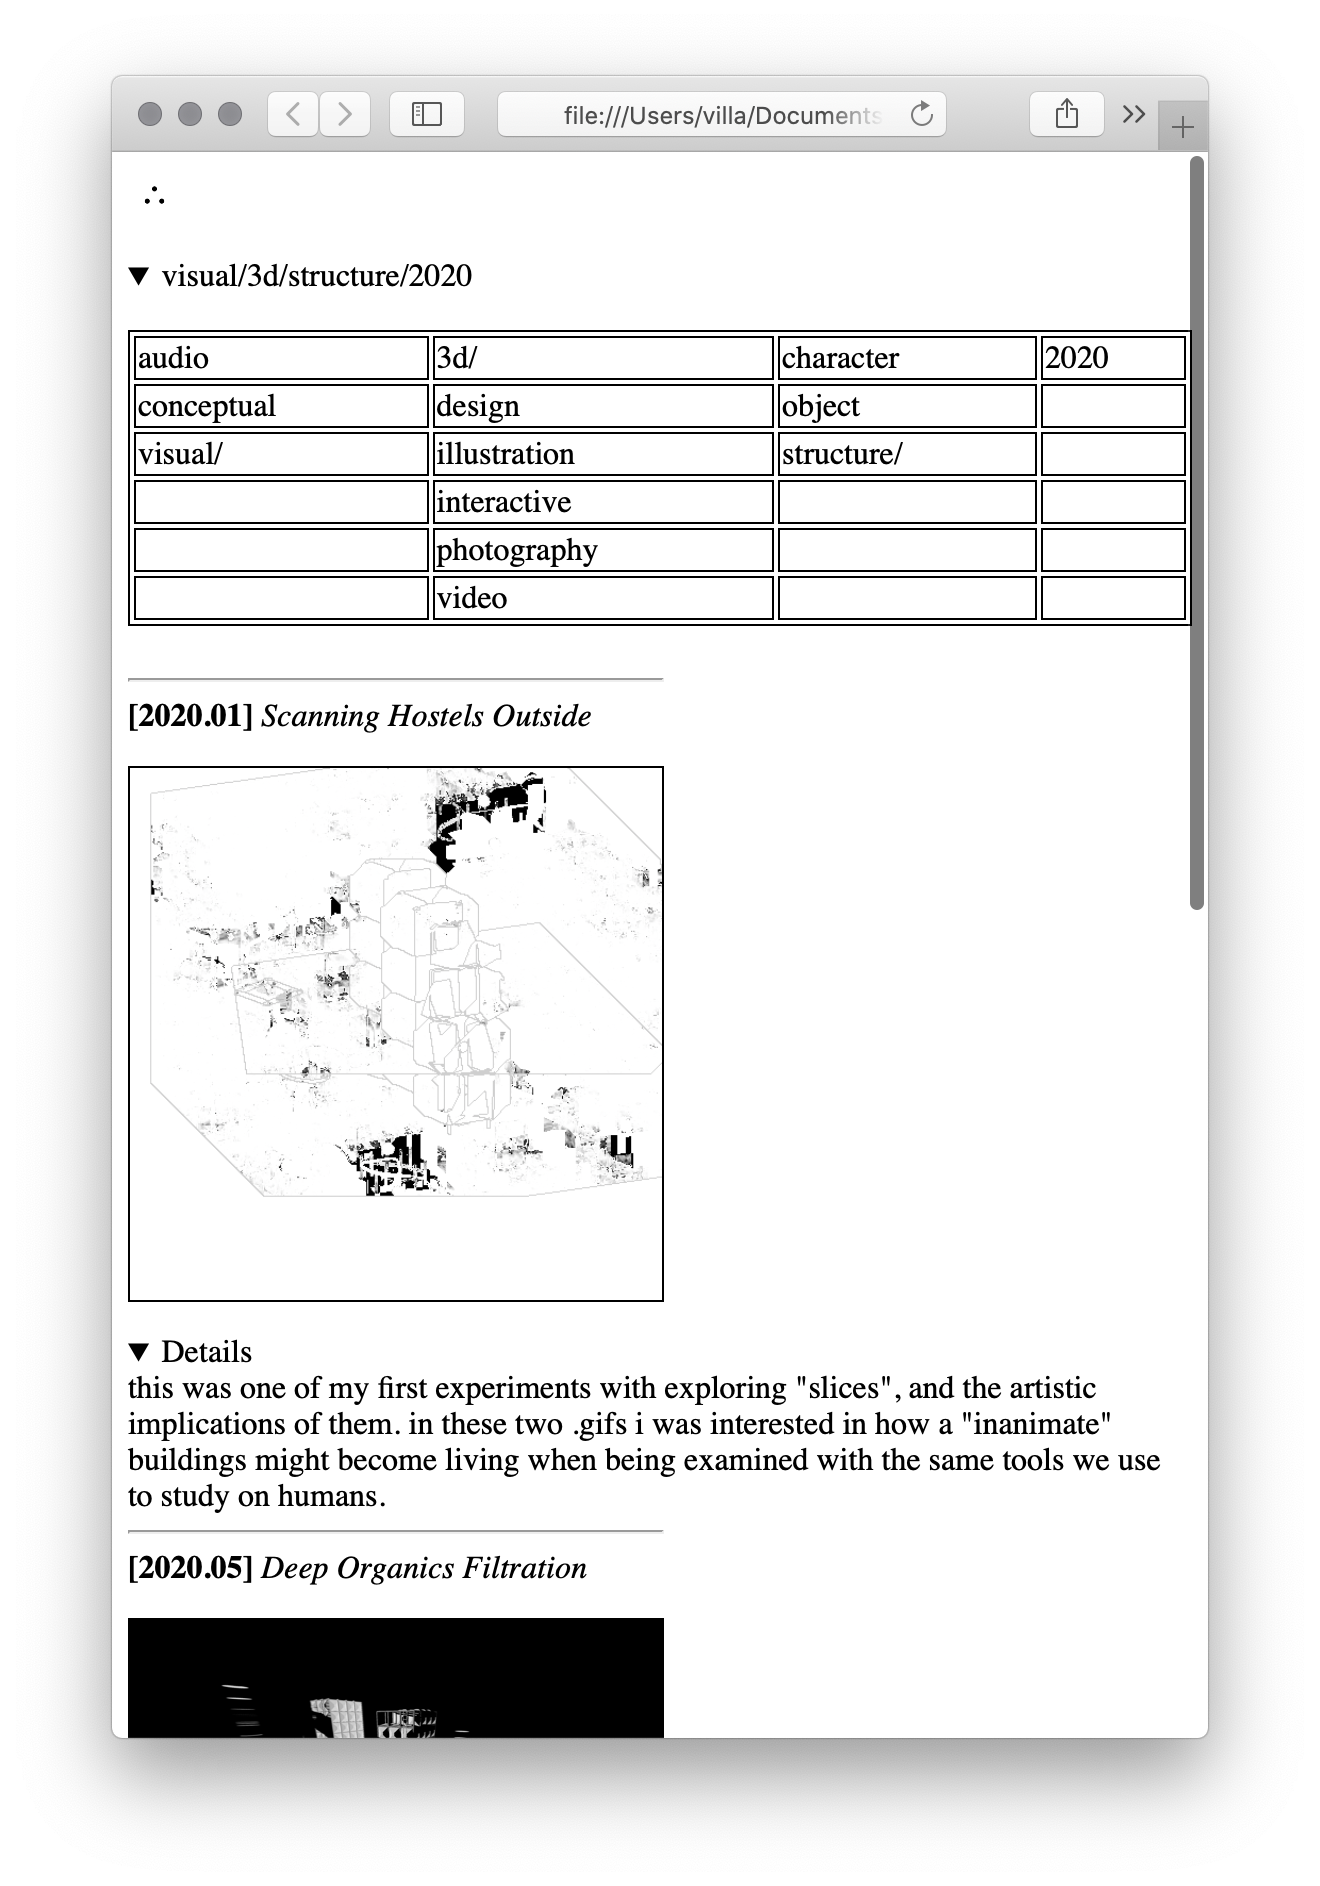 file:///Users/villa/Documents
∴
▼ visual/3d/structure/2020
audio 3d/ character 2020
conceptual design object
visual/ illustration structure/
interactive
photography
video
[2020.01] Scanning Hostels Outside
▼ Details
this was one of my first experiments with exploring "slices", and the artistic
implications of them. in these two .gifs i was interested in how a "inanimate"
buildings might become living when being examined with the same tools we use
to study on humans.
[2020.05] Deep Organics Filtration